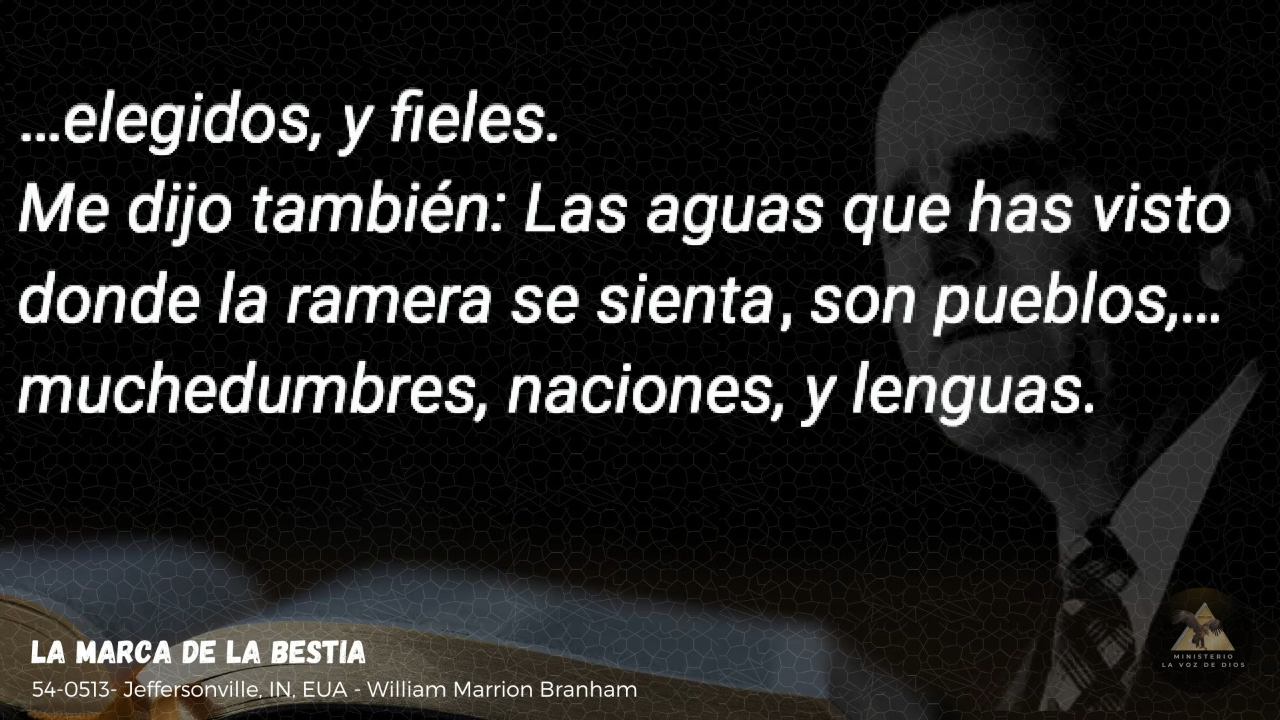 ...elegidos, y fieles.
Me dijo también: Las aguas que has visto
donde la ramera se sienta, son pueblos,...
muchedumbres, naciones, y lenguas.
LA MARCA DE LA BESTIA
54-0513- Jeffersonville, IN, EUA - William Marrion Branham
MINISTERIO
LA VOZ DE DIOS